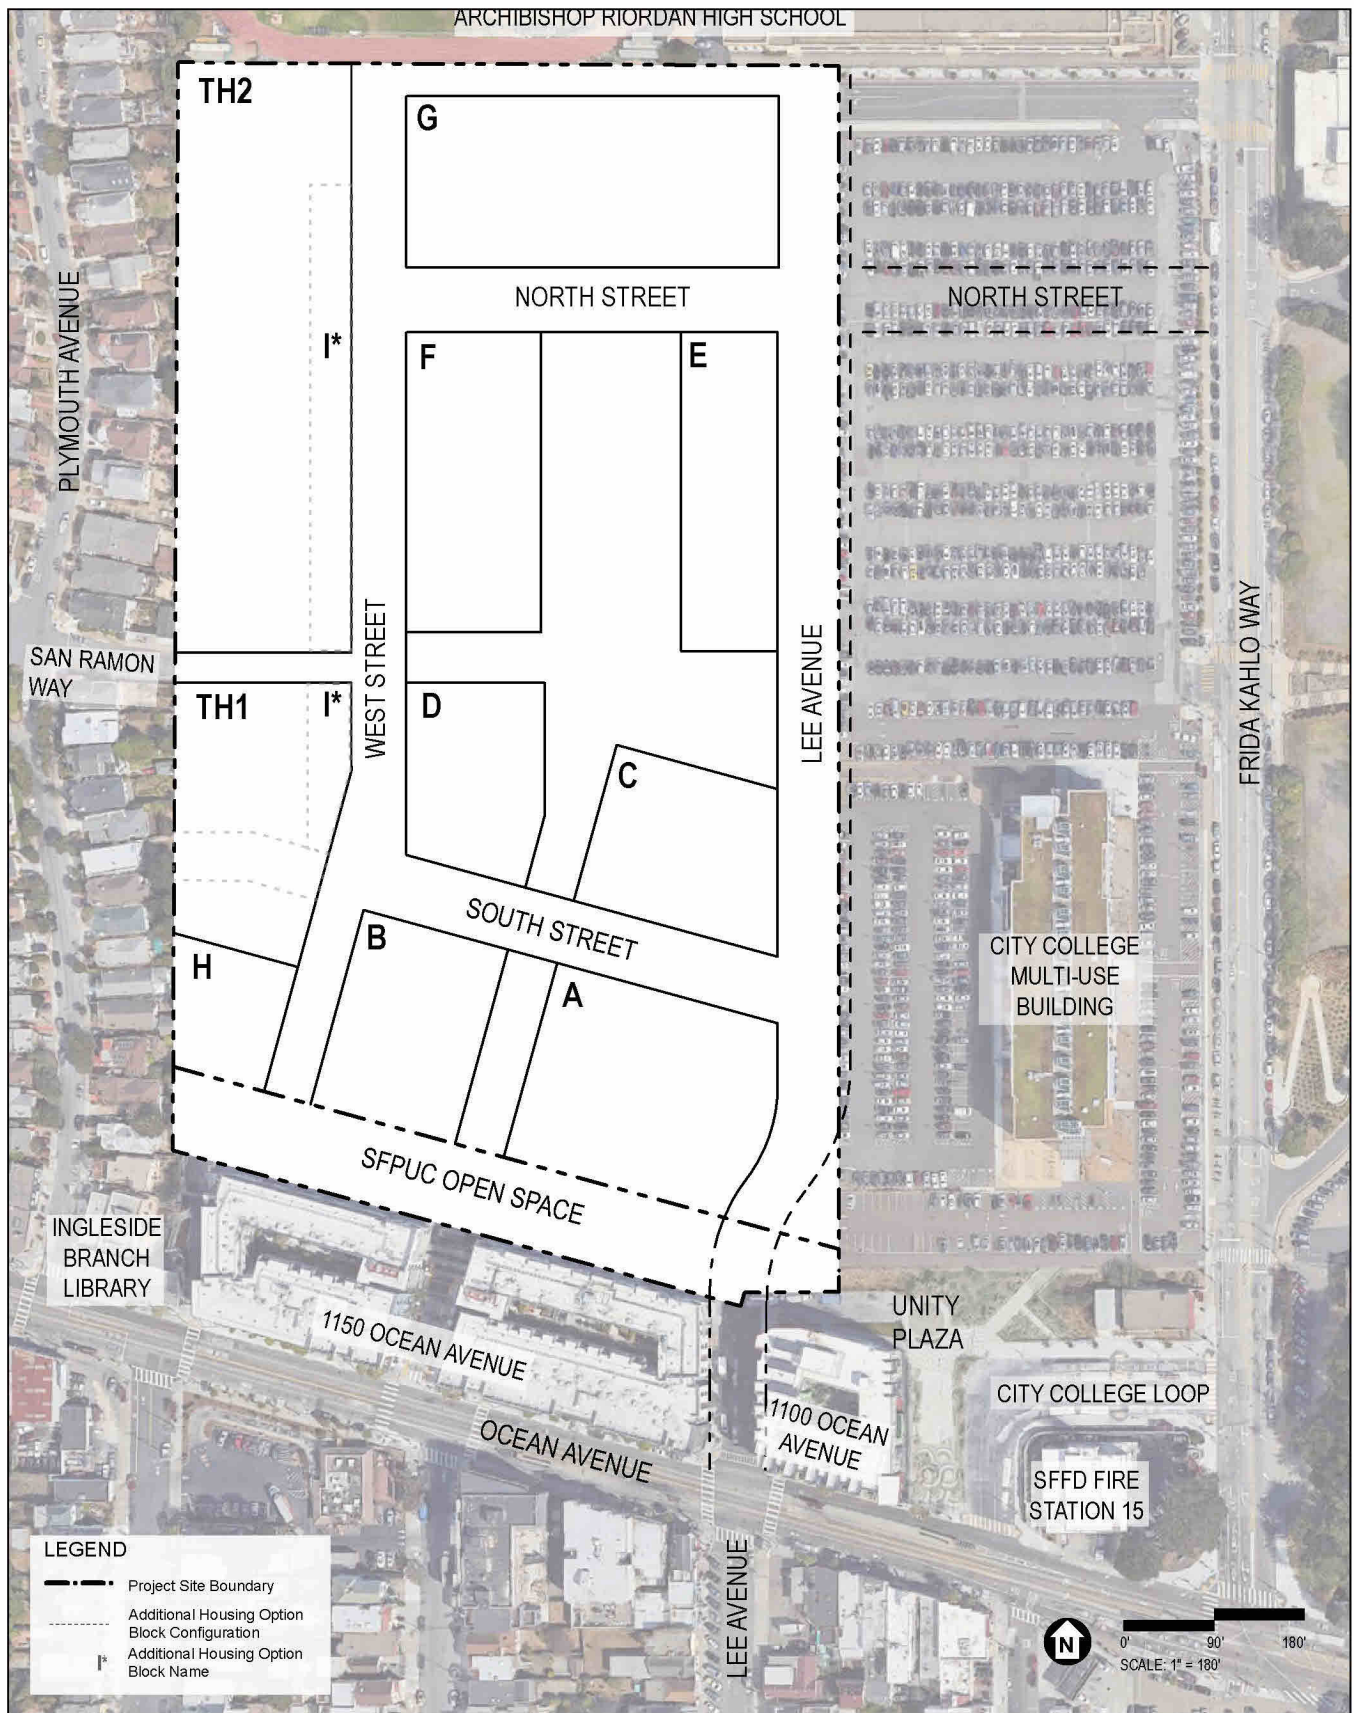 ARCHIBISHOP RIORDAN HIGH SCHOOL
TH2
G
NORTH STREET
NORTH STREET
PLYMOUTH AVENUE
I*
F
E
WEST STREET
LEE AVENUE
FRIDA KAHLO WAY
SAN RAMON
WAY
TH1
I*
D
C
SOUTH STREET
B
A
H
CITY COLLEGE
MULTI-USE
BUILDING
SFPUC OPEN SPACE
INGLESIDE
BRANCH
LIBRARY
1150 OCEAN AVENUE
UNITY
PLAZA
CITY COLLEGE LOOP
1100 OCEAN
AVENUE
OCEAN AVENUE
SFFD FIRE
STATION 15
LEE AVENUE
LEGEND
Project Site Boundary
Additional Housing Option
Block Configuration
I*
Additional Housing Option
Block Name
N
0'
90'
180'
SCALE: 1" = 180'